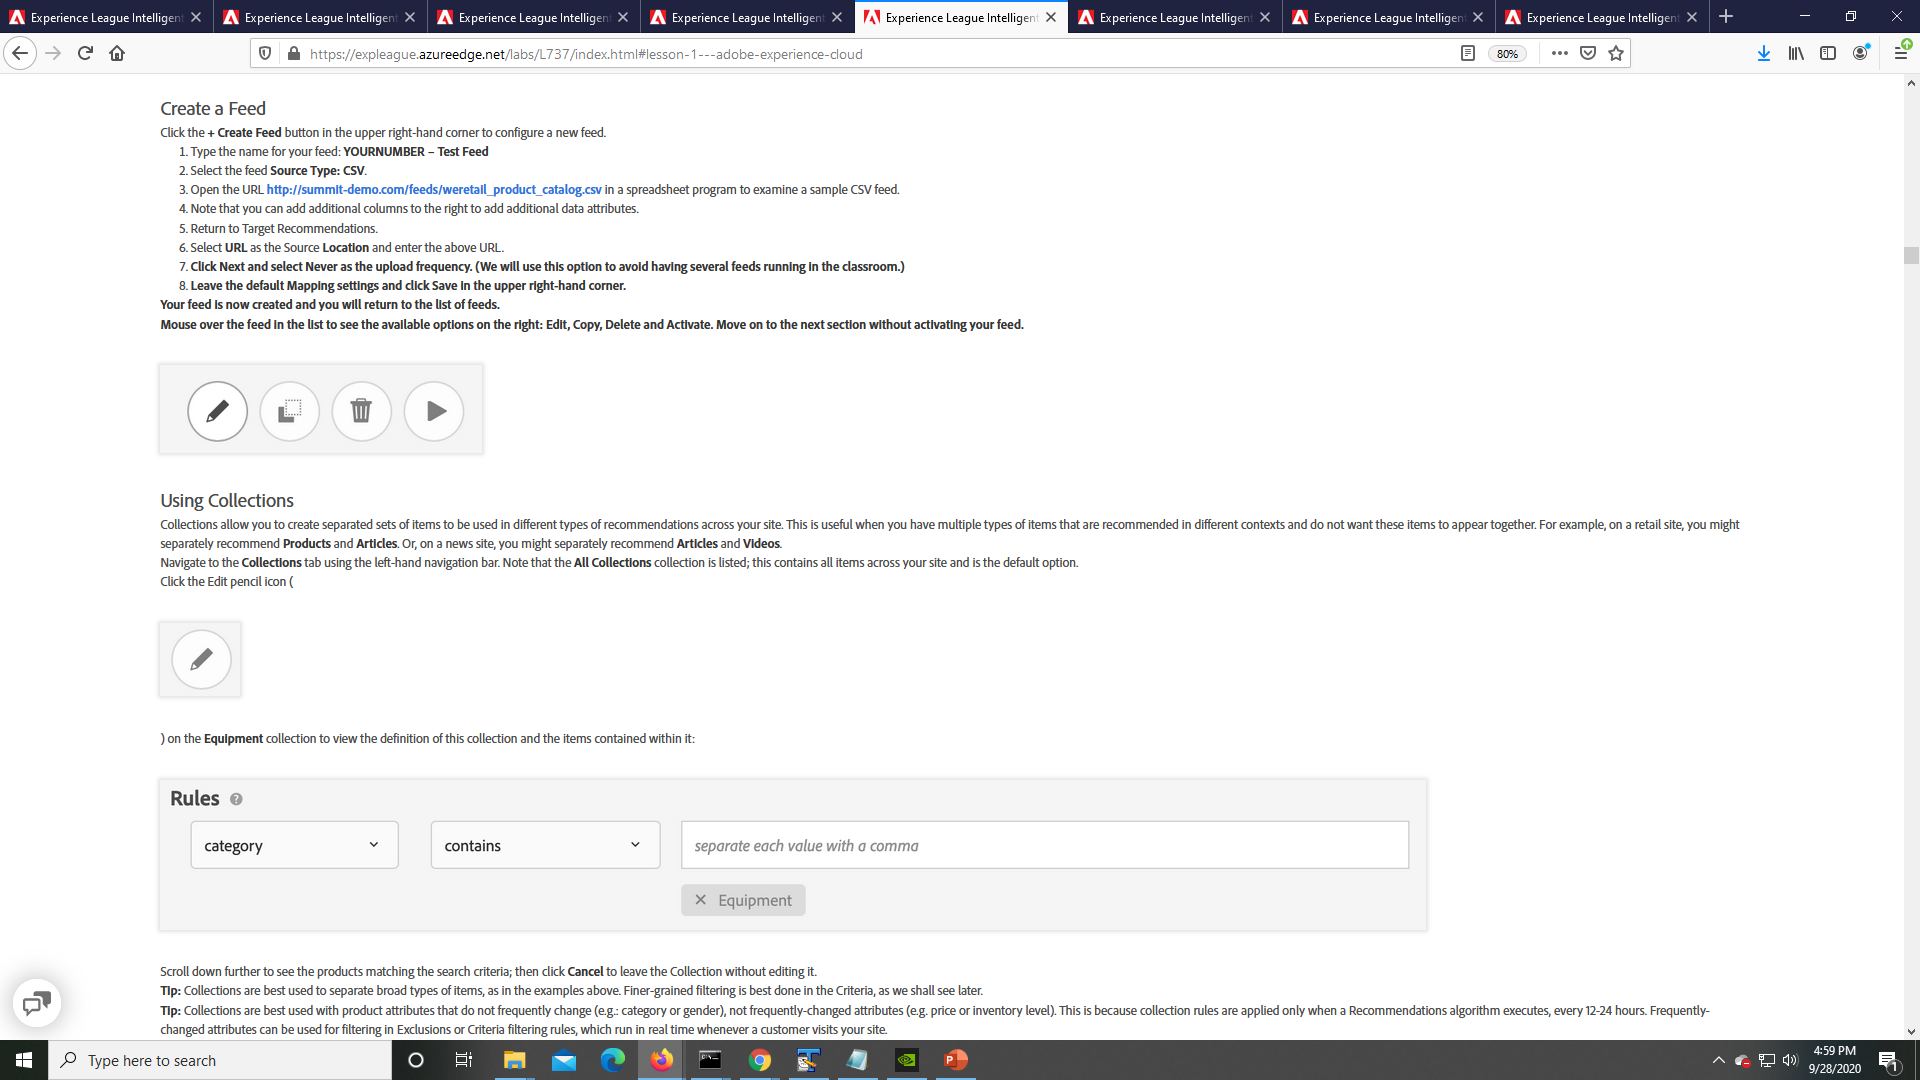 Experience League Intelligen
Experience League Intelligen
Experience League Intelligen
Experience League Intelligen
Experience League Intelligen
Experience League Intelligen
Experience League Intelligen
Experience League Intelligen
https://expleague.azureedge.net/labs/L737/index.html#lesson-1---adobe-experience-cloud
80%
Create a Feed
Click the + Create Feed button in the upper right-hand corner to configure a new feed.
1. Type the name for your feed: YOURNUMBER – Test Feed
2. Select the feed Source Type: CSV.
3. Open the URL http://summit-demo.com/feeds/weretail_product_catalog.csv in a spreadsheet program to examine a sample CSV feed.
4. Note that you can add additional columns to the right to add additional data attributes.
5. Return to Target Recommendations.
6. Select URL as the Source Location and enter the above URL.
7. Click Next and select Never as the upload frequency. (We will use this option to avoid having several feeds running in the classroom.)
8. Leave the default Mapping settings and click Save in the upper right-hand corner.
Your feed is now created and you will return to the list of feeds.
Mouse over the feed in the list to see the available options on the right: Edit, Copy, Delete and Activate. Move on to the next section without activating your feed.
Using Collections
Collections allow you to create separated sets of items to be used in different types of recommendations across your site. This is useful when you have multiple types of items that are recommended in different contexts and do not want these items to appear together. For example, on a retail site, you might
separately recommend Products and Articles. Or, on a news site, you might separately recommend Articles and Videos.
Navigate to the Collections tab using the left-hand navigation bar. Note that the All Collections collection is listed; this contains all items across your site and is the default option.
Click the Edit pencil icon (
) on the Equipment collection to view the definition of this collection and the items contained within it:
Rules ?
category
contains
separate each value with a comma
× Equipment
Scroll down further to see the products matching the search criteria; then click Cancel to leave the Collection without editing it.
Tip: Collections are best used to separate broad types of items, as in the examples above. Finer-grained filtering is best done in the Criteria, as we shall see later.
Tip: Collections are best used with product attributes that do not frequently change (e.g.: category or gender), not frequently-changed attributes (e.g. price or inventory level). This is because collection rules are applied only when a Recommendations algorithm executes, every 12-24 hours. Frequently-
changed attributes can be used for filtering in Exclusions or Criteria filtering rules, which run in real time whenever a customer visits your site.
Type here to search
4:59 PM
9/28/2020
1